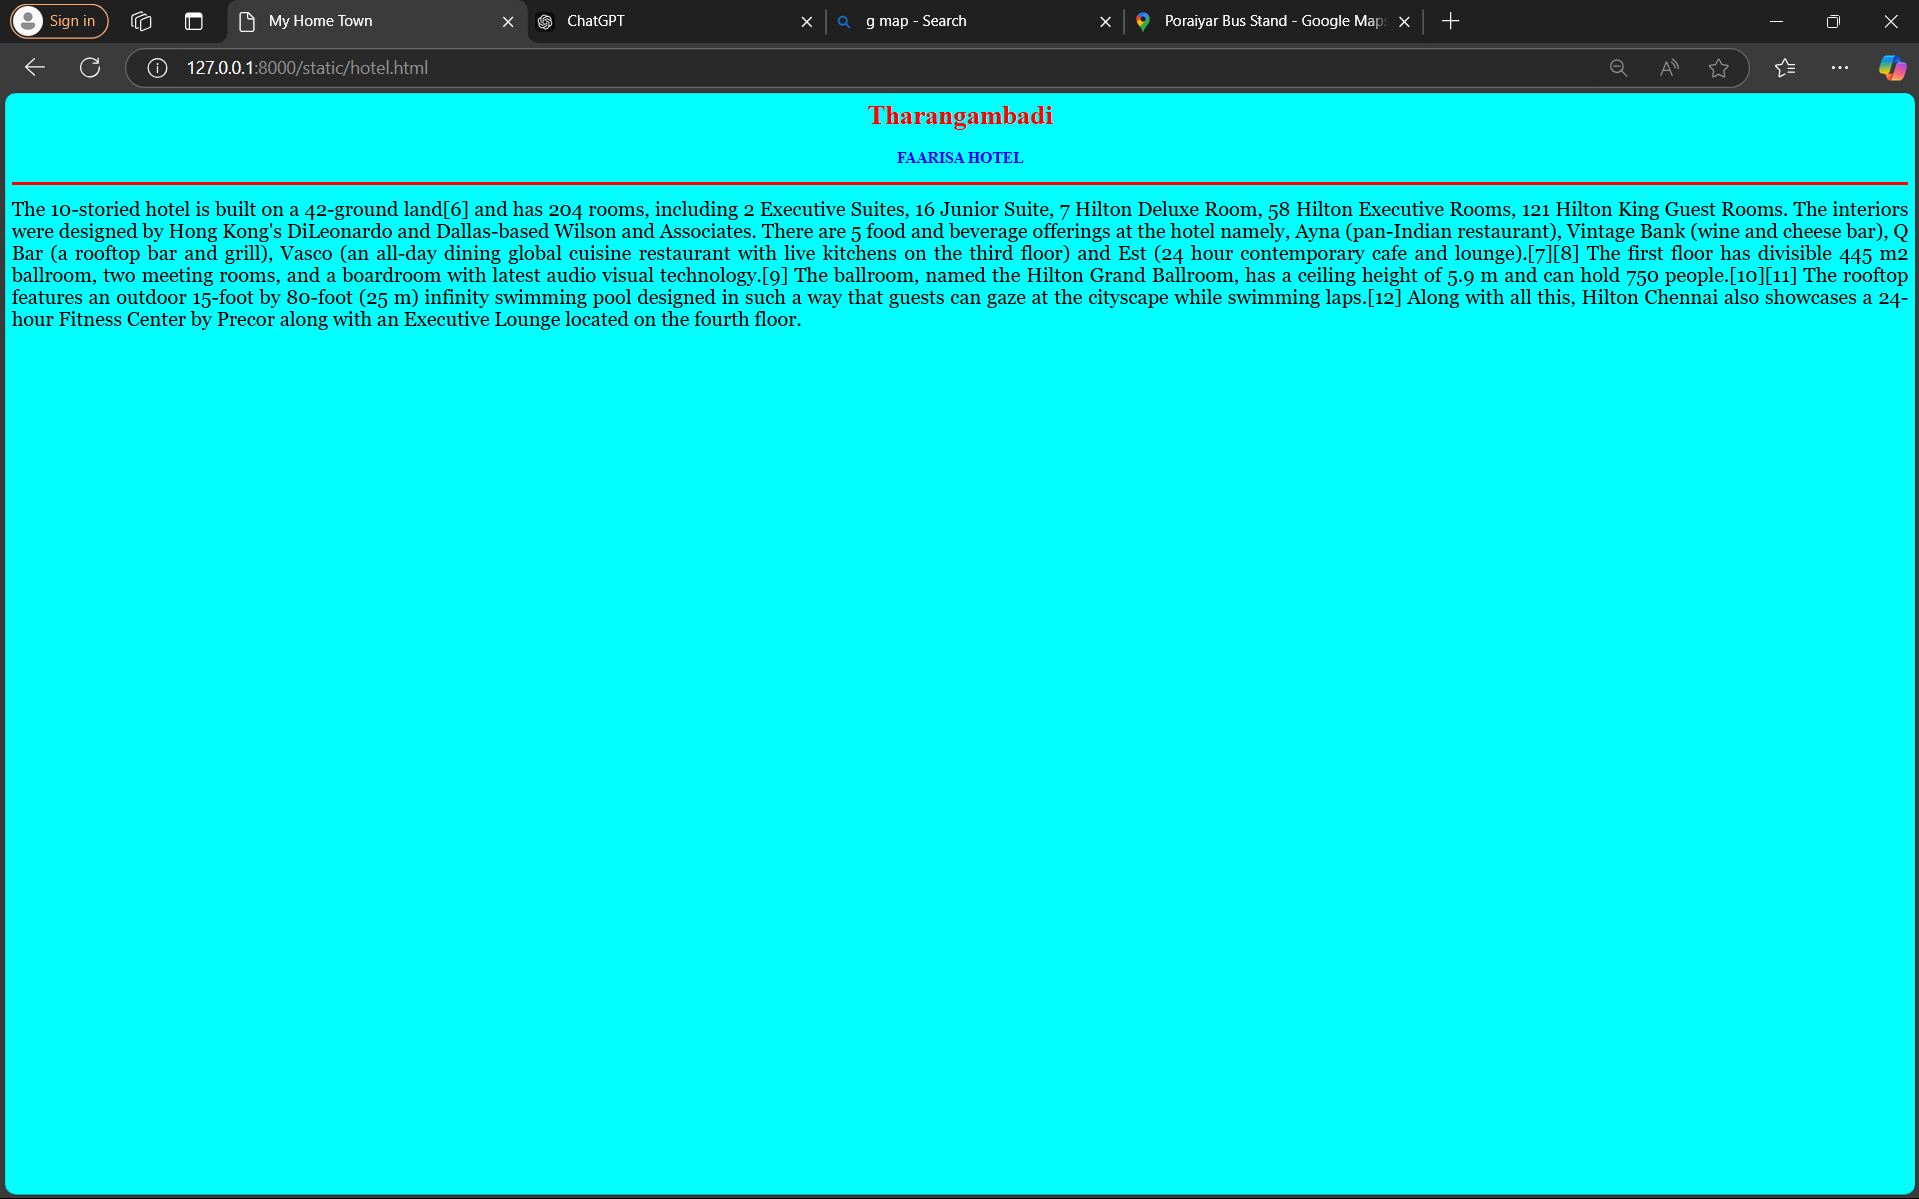 Sign in
My Home Town
ChatGPT
g map - Search
Poraiyar Bus Stand - Google Maps
127.0.0.1:8000/static/hotel.html
Tharangambadi
FAARISA HOTEL
The 10-storied hotel is built on a 42-ground land[6] and has 204 rooms, including 2 Executive Suites, 16 Junior Suite, 7 Hilton Deluxe Room, 58 Hilton Executive Rooms, 121 Hilton King Guest Rooms. The interiors
were designed by Hong Kong's DiLeonardo and Dallas-based Wilson and Associates. There are 5 food and beverage offerings at the hotel namely, Ayna (pan-Indian restaurant), Vintage Bank (wine and cheese bar), Q
Bar (a rooftop bar and grill), Vasco (an all-day dining global cuisine restaurant with live kitchens on the third floor) and Est (24 hour contemporary cafe and lounge).[7][8] The first floor has divisible 445 m2
ballroom, two meeting rooms, and a boardroom with latest audio visual technology.[9] The ballroom, named the Hilton Grand Ballroom, has a ceiling height of 5.9 m and can hold 750 people.[10][11] The rooftop
features an outdoor 15-foot by 80-foot (25 m) infinity swimming pool designed in such a way that guests can gaze at the cityscape while swimming laps.[12] Along with all this, Hilton Chennai also showcases a 24-
hour Fitness Center by Precor along with an Executive Lounge located on the fourth floor.